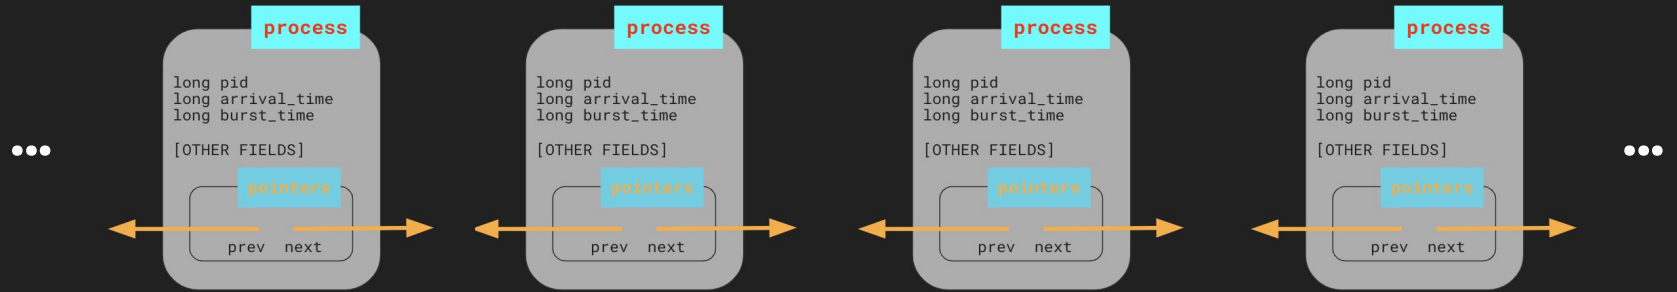 process
long pid
long arrival_time
long burst_time
[OTHER FIELDS]
pointers
prev next
process
long pid
long arrival_time
long burst_time
[OTHER FIELDS]
pointers
prev next
process
long pid
long arrival_time
long burst_time
[OTHER FIELDS]
pointers
prev next
process
long pid
long arrival_time
long burst_time
[OTHER FIELDS]
pointers
prev next